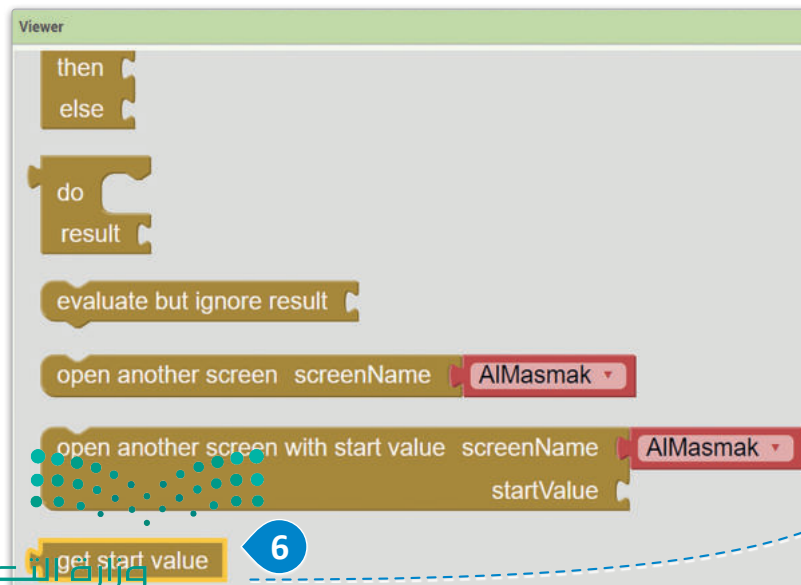 Viewer
then
else
do
result
evaluate but ignore result
open another screen screenName AlMasmak
open another screen with start value screenName AlMasmak
startValue
get start value 6